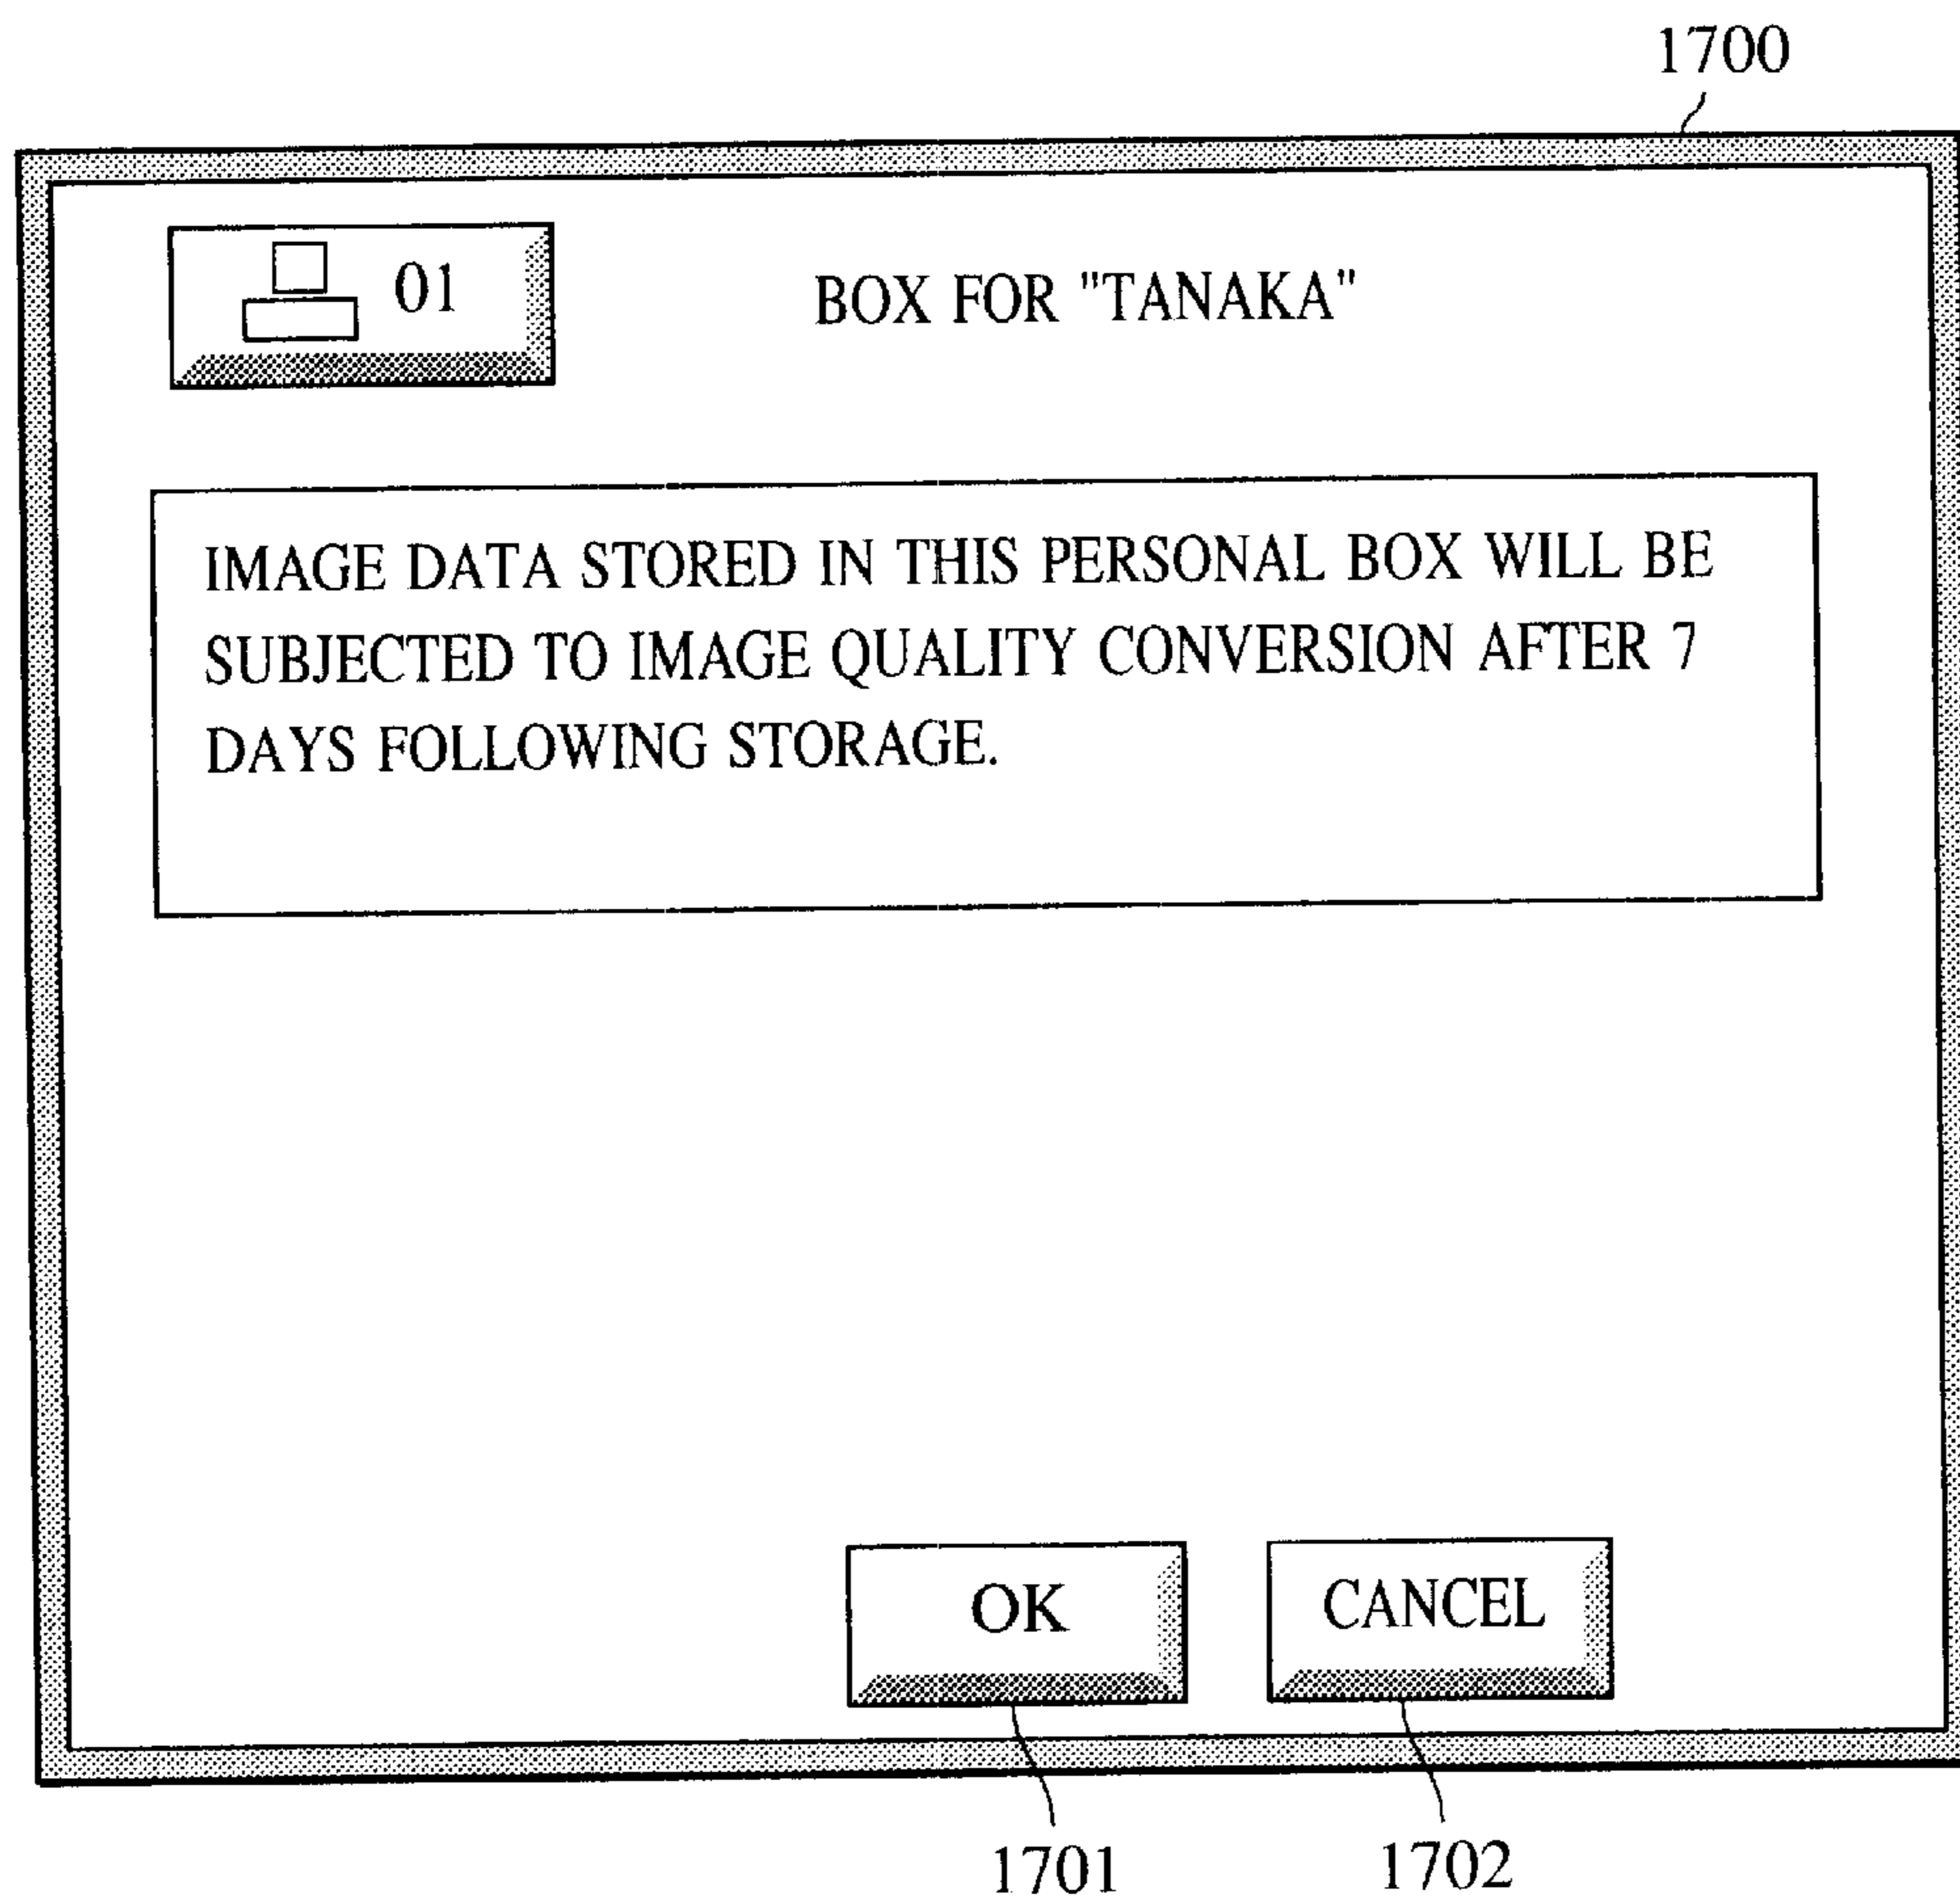 1700
01
BOX FOR "TANAKA"
IMAGE DATA STORED IN THIS PERSONAL BOX WILL BE
SUBJECTED TO IMAGE QUALITY CONVERSION AFTER 7
DAYS FOLLOWING STORAGE.
OK
CANCEL
1701
1702